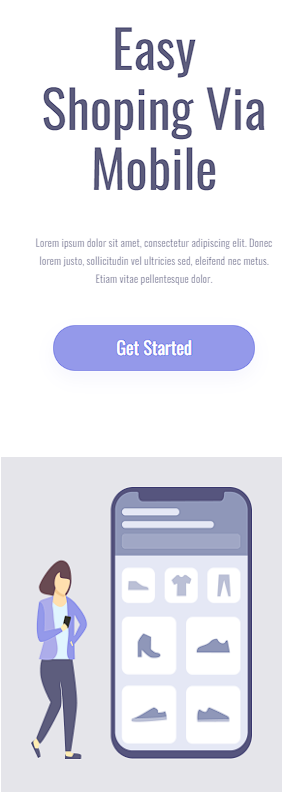 Easy
Shoping Via
Mobile
Lorem ipsum dolor sit amet, consectetur adipiscing elit. Donec
lorem justo, sollicitudin vel ultricies sed, eleifend nec metus.
Etiam vitae pellentesque dolor.
Get Started